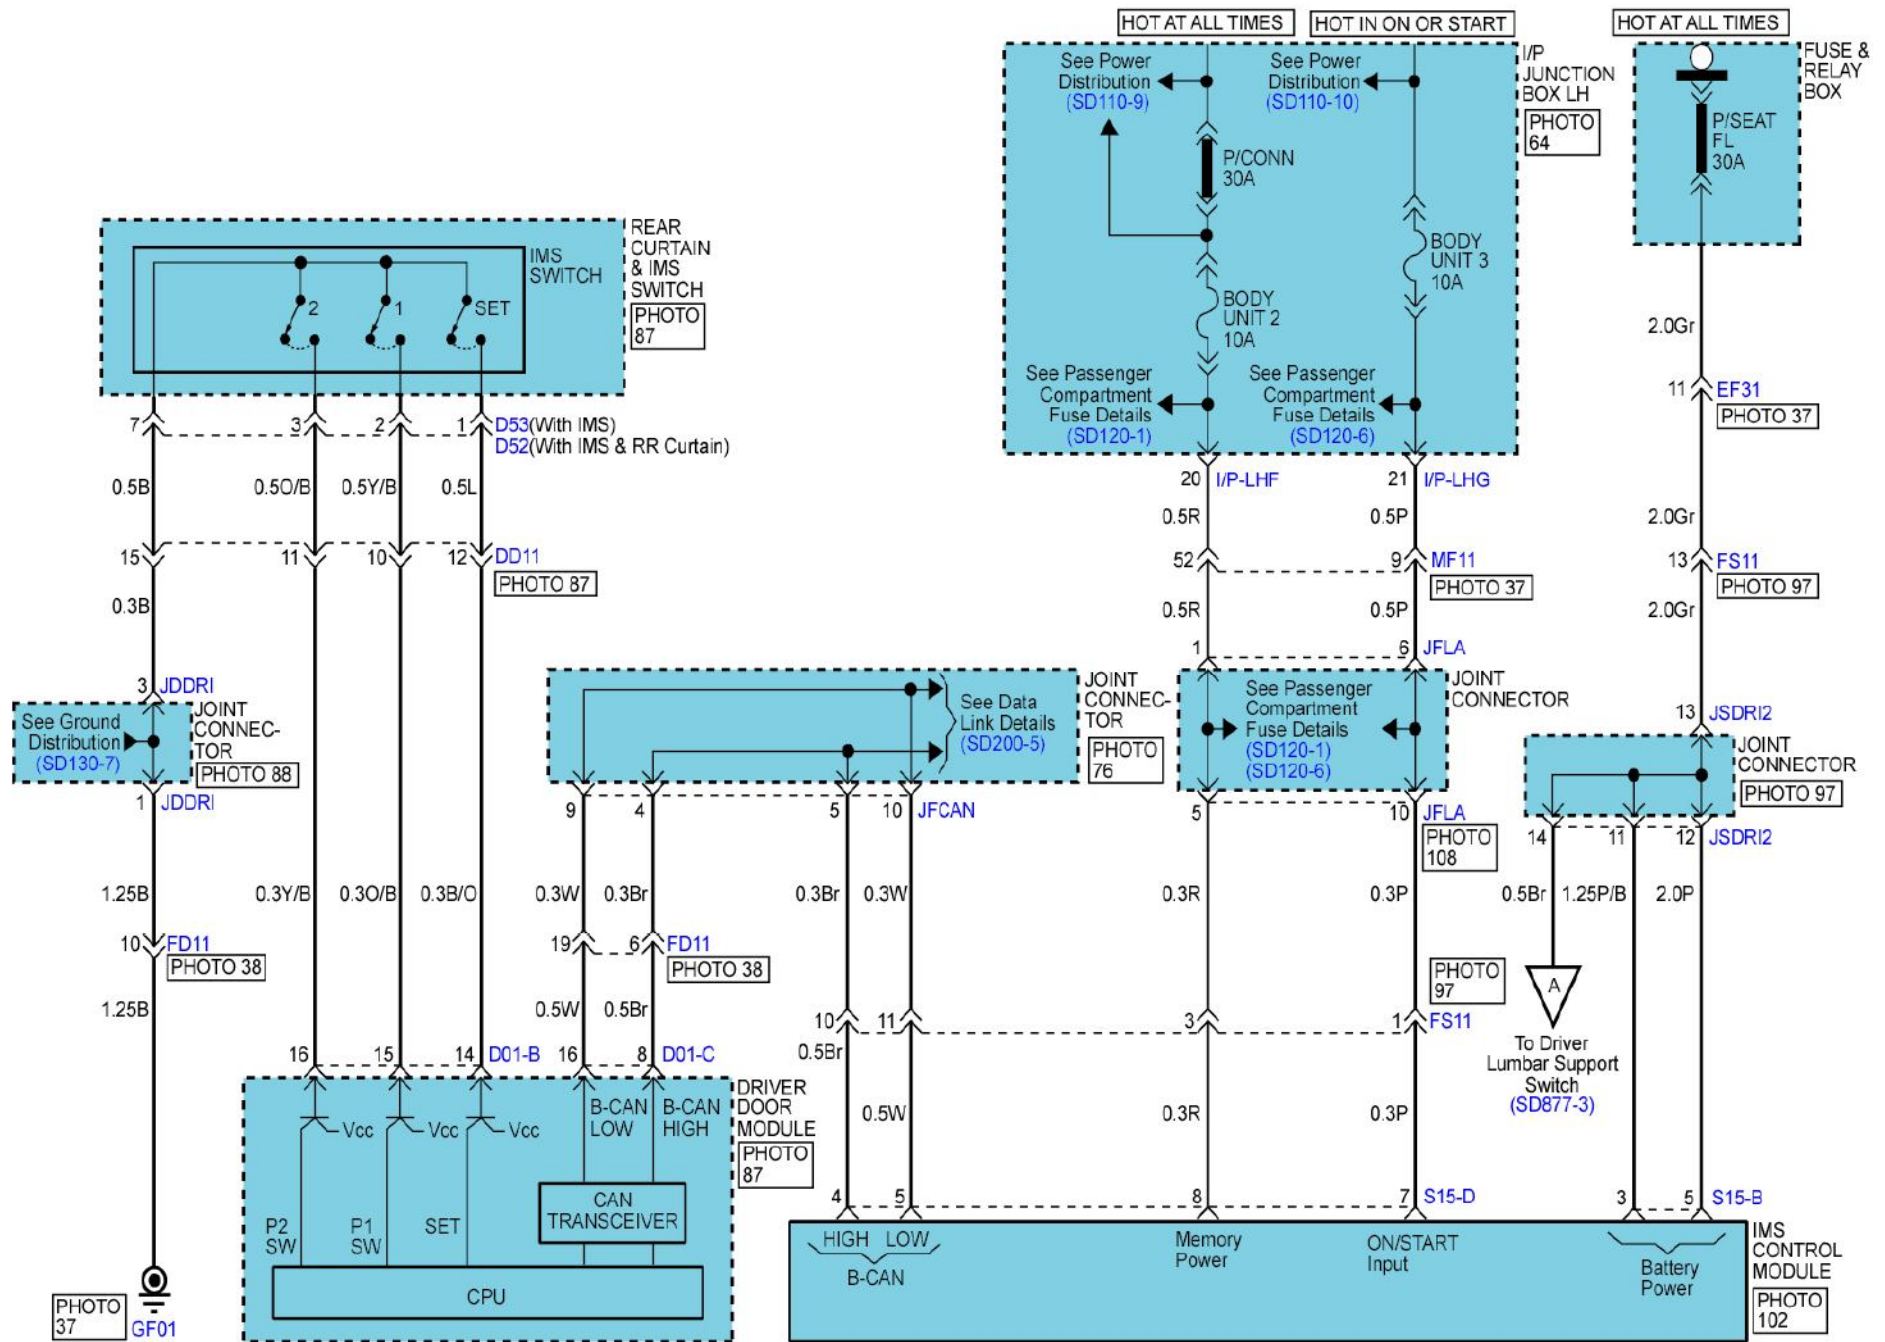 HOT AT ALL TIMES
HOT IN ON OR START
HOT AT ALL TIMES
See Power
Distribution
(SD110-9)
See Power
Distribution
(SD110-10)
I/P
JUNCTION
BOX LH
PHOTO
64
P/CONN
30A
BODY
UNIT 2
10A
BODY
UNIT 3
10A
See Passenger
Compartment
Fuse Details
(SD120-1)
See Passenger
Compartment
Fuse Details
(SD120-6)
FUSE &
RELAY
BOX
P/SEAT
FL
30A
REAR
CURTAIN
& IMS
SWITCH
PHOTO
87
IMS
SWITCH
2
1
SET
7
3
2
1
D53(With IMS)
D52(With IMS & RR Curtain)
0.5B
0.5O/B
0.5Y/B
0.5L
15
11
10
12
DD11
PHOTO 87
0.3B
3
JDDRI
See Ground
Distribution
(SD130-7)
JOINT
CONNEC-
TOR
PHOTO 88
1
JDDRI
1.25B
10
FD11
PHOTO 38
1.25B
PHOTO
37
GF01
0.3Y/B
0.3O/B
0.3B/O
16
15
14
D01-B
20
I/P-LHF
21
I/P-LHG
0.5R
0.5P
52
9
MF11
PHOTO 37
0.5R
0.5P
1
6
JFLA
2.0Gr
11
EF31
PHOTO 37
2.0Gr
13
FS11
PHOTO 97
2.0Gr
13
JSDRI2
See Data
Link Details
(SD200-5)
JOINT
CONNEC-
TOR
PHOTO
76
9
4
5
10
JFCAN
See Passenger
Compartment
Fuse Details
(SD120-1)
(SD120-6)
JOINT
CONNECTOR
5
10
JFLA
PHOTO
108
JOINT
CONNECTOR
PHOTO 97
14
11
12
JSDRI2
0.3W
0.3Br
0.3Br
0.3W
0.3R
0.3P
0.5Br
1.25P/B
2.0P
19
6
FD11
PHOTO 38
0.5W
0.5Br
16
8
D01-C
PHOTO
97
10
11
3
1
FS11
0.5Br
0.5W
0.3R
0.3P
A
To Driver
Lumbar Support
Switch
(SD877-3)
Vcc
Vcc
Vcc
B-CAN
LOW
B-CAN
HIGH
DRIVER
DOOR
MODULE
PHOTO
87
P2
SW
P1
SW
SET
CAN
TRANSCEIVER
CPU
4
5
8
7
S15-D
3
5
S15-B
HIGH
LOW
B-CAN
Memory
Power
ON/START
Input
Battery
Power
IMS
CONTROL
MODULE
PHOTO
102